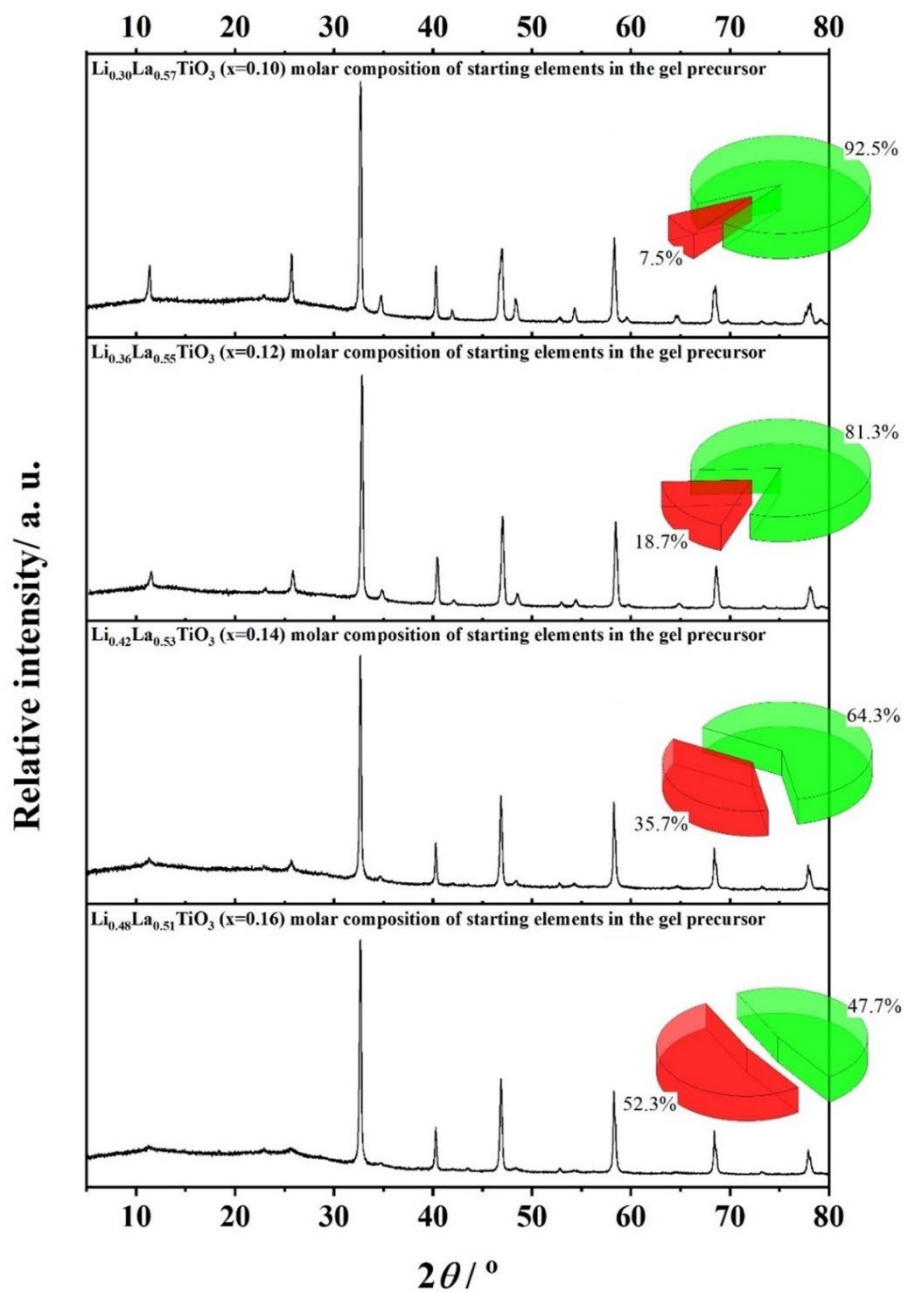 10 20 30 40 50 60 70 80
Li0.30La0.57TiO3 (x=0.10) molar composition of starting elements in the gel precursor
92.5%
7.5%
Li0.36La0.55TiO3 (x=0.12) molar composition of starting elements in the gel precursor
81.3%
18.7%
Relative intensity/ a. u.
Li0.42La0.53TiO3 (x=0.14) molar composition of starting elements in the gel precursor
64.3%
35.7%
Li0.48La0.51TiO3 (x=0.16) molar composition of starting elements in the gel precursor
47.7%
52.3%
10 20 30 40 50 60 70 80
2θ/ º